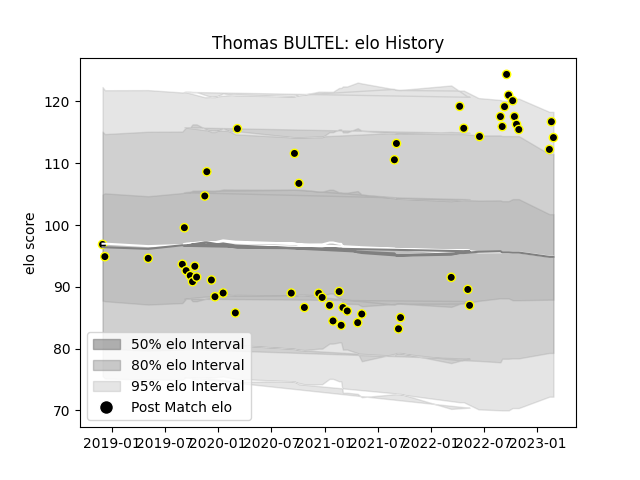 Thomas BULTEL: elo History
elo score
120
110
100
90
80
70
50% elo Interval
80% elo Interval
95% elo Interval
Post Match elo
2019-01 2019-07 2020-01 2020-07 2021-01 2021-07 2022-01 2022-07 2023-01